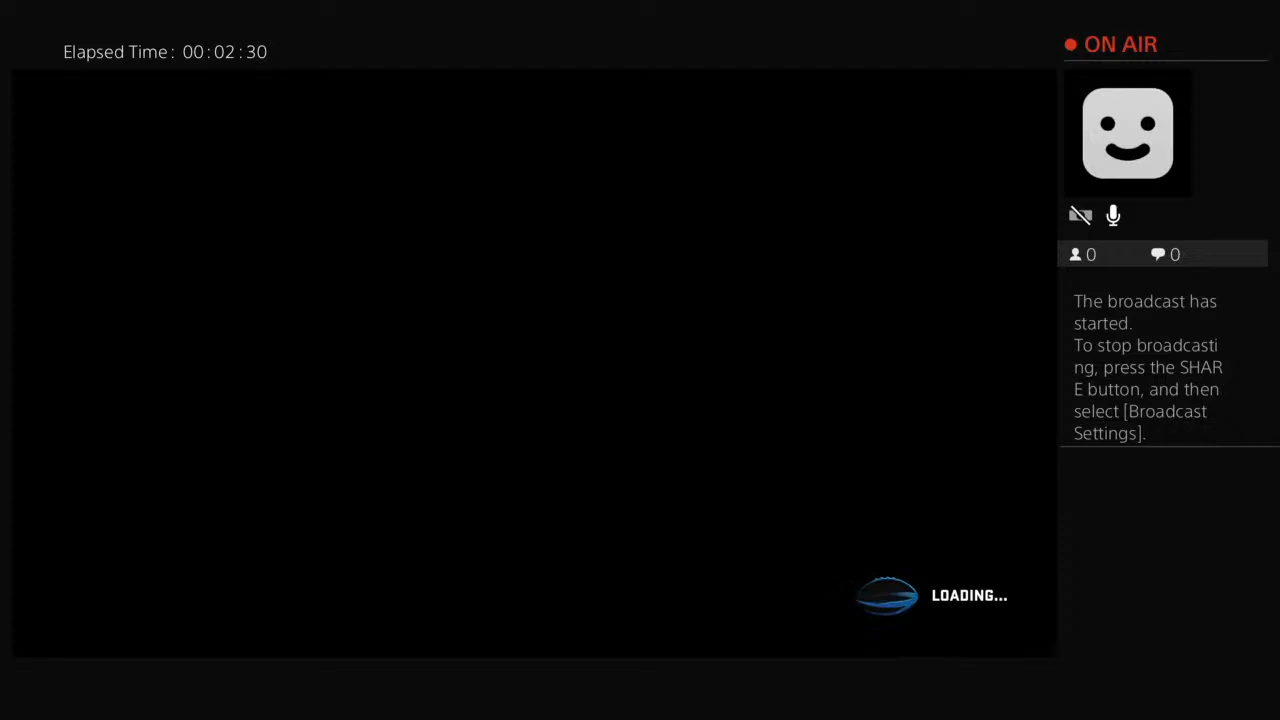 Elapsed Time: 00:02:30
ON AIR
0 0
The broadcast has
started.
To stop broadcasti
ng, press the SHAR
E button, and then
select [Broadcast
Settings].
LOADING...